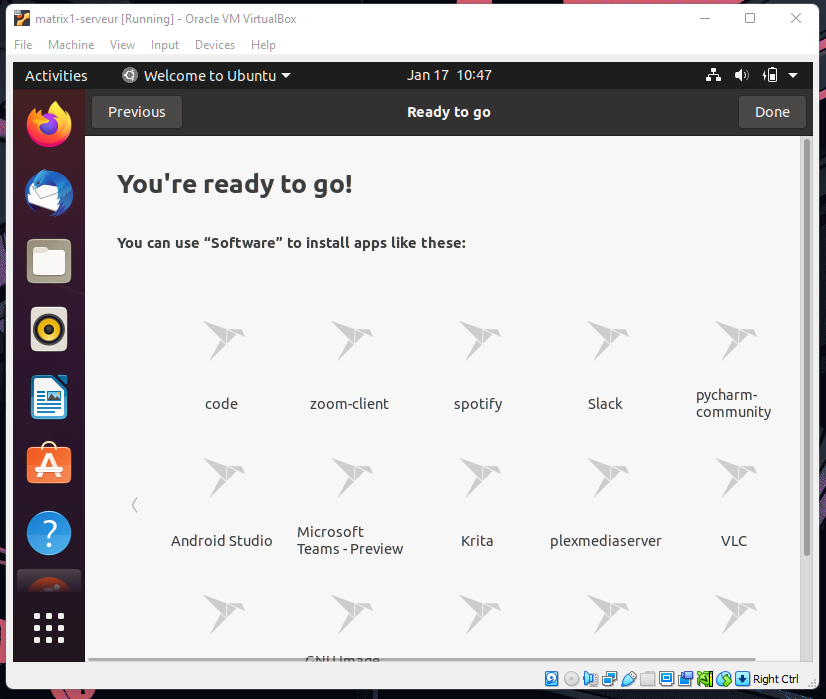 matrix1-serveur [Running] - Oracle VM VirtualBox
File Machine View Input Devices Help
Activities Welcome to Ubuntu Jan 17 10:47
Previous Ready to go Done
You're ready to go!
You can use “Software” to install apps like these:
code zoom-client spotify Slack pycharm-
community
Android Studio Microsoft
Teams - Preview Krita plexmediaserver VLC
GNU Image
Right Ctrl